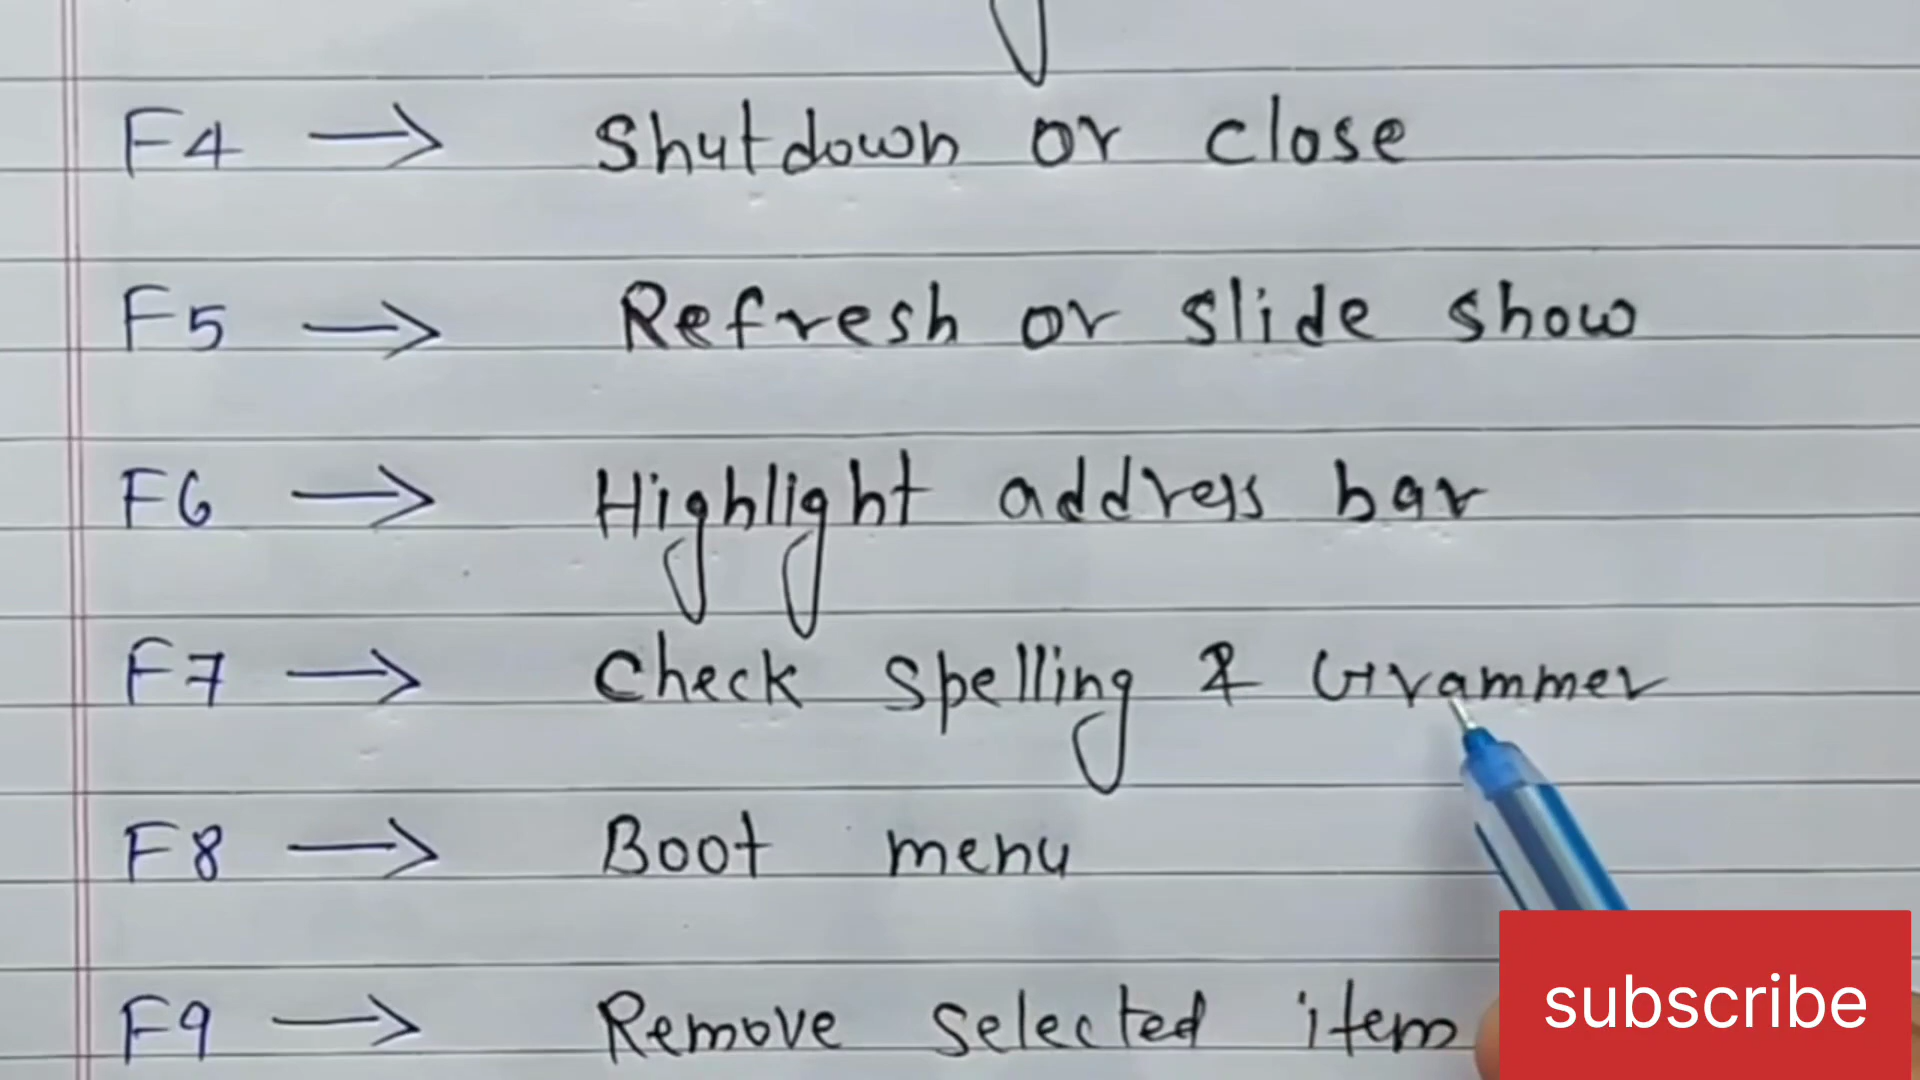 F4 → Shutdown or close
F5 → Refresh or slide show
F6 → Highlight address bar
F7 → Check spelling & Grammer
F8 → Boot menu
F9 → Remove selected item
subscribe